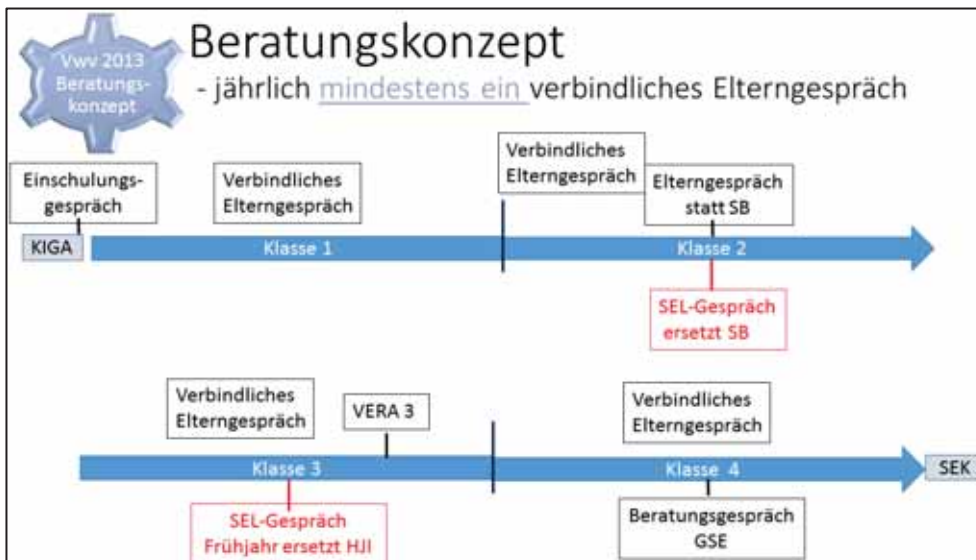 Vwv 2013
Beratungs-
konzept
Beratungskonzept
- jährlich mindestens ein verbindliches Elterngespräch
Einschulungs-
gespräch
Verbindliches
Elterngespräch
Verbindliches
Elterngespräch
Elterngespräch
statt SB
KIGA
Klasse 1
Klasse 2
SEL-Gespräch
ersetzt SB
Verbindliches
Elterngespräch
VERA 3
Verbindliches
Elterngespräch
Klasse 3
Klasse 4
SEK
SEL-Gespräch
Frühjahr ersetzt HJI
Beratungsgespräch
GSE